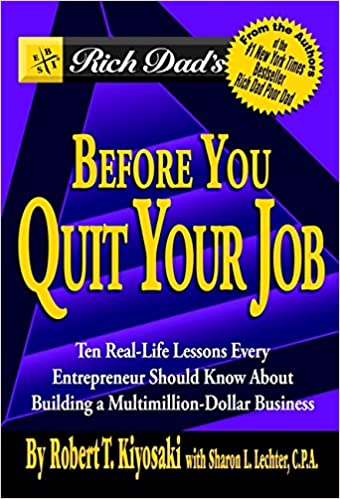 E B
S I
Rich Dad's
From the Authors
of the
#1 New York Times
Bestseller
Rich Dad Poor Dad
BEFORE YOU
QUIT YOUR JOB
Ten Real-Life Lessons Every
Entrepreneur Should Know About
Building a Multimillion-Dollar Business
By Robert T. Kiyosaki with Sharon L. Lechter, C.P.A.